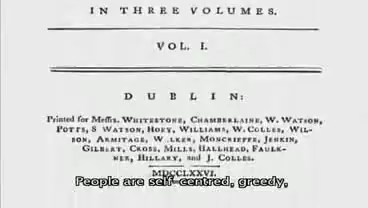 IN THREE VOLUMES.
VOL. I.
DUBLIN:
Printed for Messrs. WHITESTONE, CHAMBERLAINE, W. WATSON,
POTTS, S WATSON, HOEY, WILLIAMS, W. COLLES, WIL-
SON, ARMITAGE, WALKER, MONCRIEFFE, JENKIN,
GILBERT, CROSS, MILLS, HALLHEAD, FAULK-
NER, HILLARY, and J. COLLES.
MDCCLXXVI.
People are self-centred, greedy,